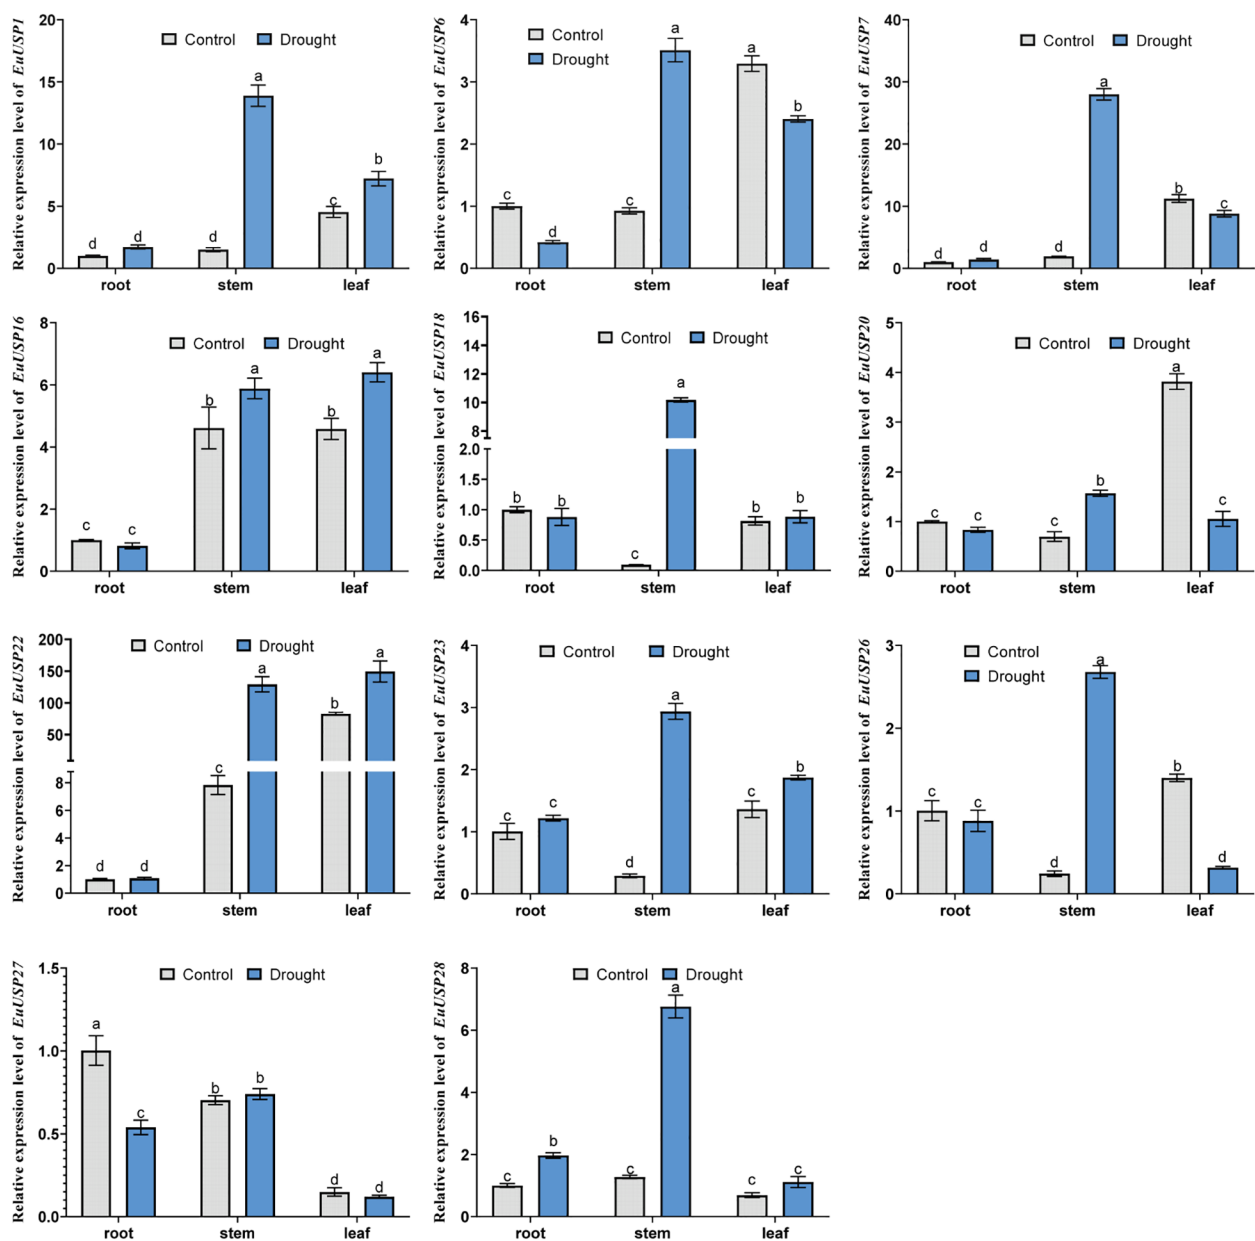 Relative expression level of EuUSP1
20
15
10
5
0
Control Drought
d d d a c b
root stem leaf
Relative expression level of EuUSP6
4
3
2
1
0
Control
Drought
c d c a a b
root stem leaf
Relative expression level of EuUSP7
40
30
20
10
0
Control Drought
d d d a b c
root stem leaf
Relative expression level of EuUSP16
8
6
4
2
0
Control Drought
c c b a b a
root stem leaf
Relative expression level of EuUSP18
16
14
12
10
8
2.0
1.5
1.0
0.5
0.0
Control Drought
b b c a b b
root stem leaf
Relative expression level of EuUSP20
5
4
3
2
1
0
Control Drought
c c c b a c
root stem leaf
Relative expression level of EuUSP22
200
150
100
50
8
6
4
2
0
Control Drought
d d c a b a
root stem leaf
Relative expression level of EuUSP23
4
3
2
1
0
Control Drought
c c d a c b
root stem leaf
Relative expression level of EuUSP26
3
2
1
0
Control
Drought
c c d a b d
root stem leaf
Relative expression level of EuUSP27
1.5
1.0
0.5
0.0
Control Drought
a c b b d d
root stem leaf
Relative expression level of EuUSP28
8
6
4
2
0
Control Drought
c b c a c c
root stem leaf